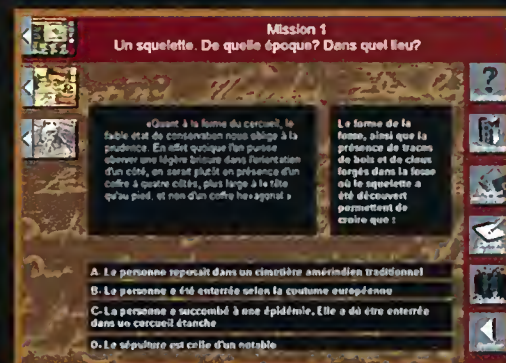 Mission 1
Un squelette. De quelle époque? Dans quel lieu?
«Quant à la forme du cercueil, le
faible état de conservation nous oblige à la
prudence. En effet quoique l'on puisse
oberver une légère brisure dans l'orientation
d'un côté, on serait plutôt en présence d'un
coffre à quatre côtés, plus large à la tête
qu'au pied, et non d'un coffre hexagonal »
La forme de la
fosse, ainsi que la
présence de traces
de bois et de clous
forgés dans la fosse
où le squelette a
été découvert
permettent de
croire que :
A- La personne reposait dans un cimetière amérindien traditionnel
B- La personne a été enterrée selon la coutume européenne
C- La personne a succombé à une épidémie. Elle a dû être enterrée
dans un cercueil étanche
D- La sépulture est celle d'un notable
?